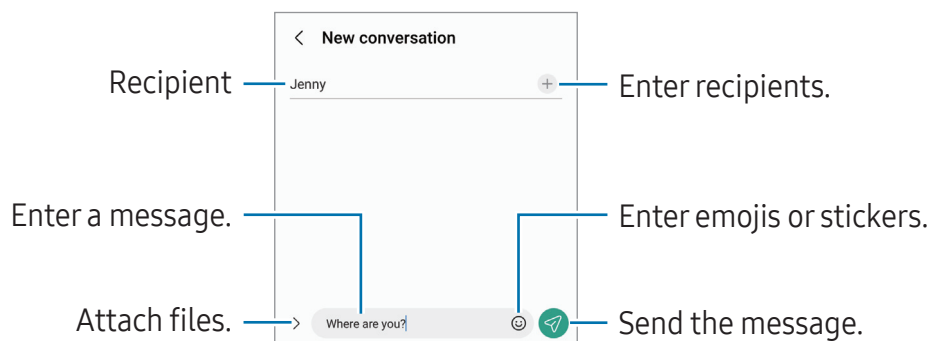 New conversation
Recipient
Jenny
Enter recipients.
Enter a message.
Enter emojis or stickers.
Attach files.
Where are you?
Send the message.